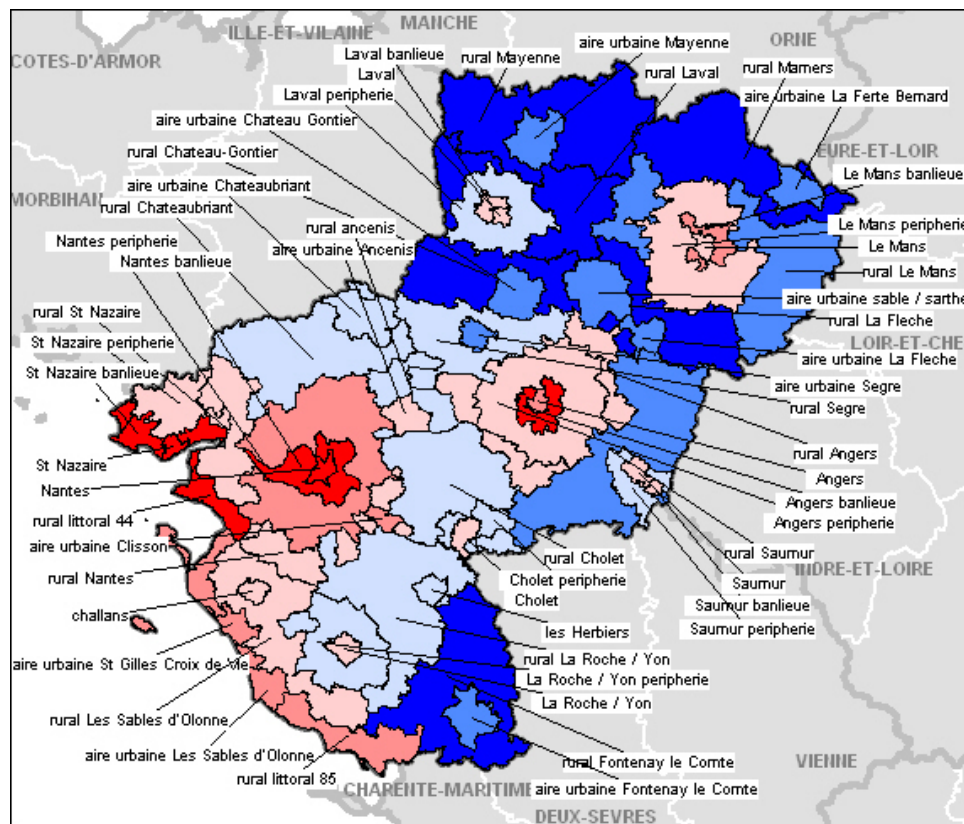 MANCHE
ILLE-ET-VILAINE
ORNE
COTES-D'ARMOR
Laval banlieue
rural Mayenne
aire urbaine Mayenne
Laval
rural Laval
Laval peripherie
rural Mamers
aire urbaine La Ferte Bernard
aire urbaine Chateau Gontier
rural Chateau-Gontier
EURE-ET-LOIR
Le Mans banlieue
aire urbaine Chateaubriant
MORBIHAN
rural Chateaubriant
rural ancenis
Le Mans peripherie
Nantes peripherie
aire urbaine Ancenis
Le Mans
Nantes banlieue
rural Le Mans
aire urbaine sable / sarthe
rural St Nazaire
rural La Fleche
St Nazaire peripherie
LOIR-ET-CHE
aire urbaine La Fleche
St Nazaire banlieue
aire urbaine Segre
rural Segre
rural Angers
St Nazaire
Angers
Nantes
Angers banlieue
rural littoral 44
Angers peripherie
aire urbaine Clisson
rural Saumur
rural Cholet
INDRE-ET-LOIRE
rural Nantes
Cholet peripherie
Saumur
Cholet
Saumur banlieue
challans
les Herbiers
Saumur peripherie
aire urbaine St Gilles Croix de Vie
rural La Roche / Yon
La Roche / Yon peripherie
La Roche / Yon
rural Les Sables d'Olonne
aire urbaine Les Sables d'Olonne
rural Fontenay le Comte
VIENNE
rural littoral 85
CHARENTE-MARITIME
aire urbaine Fontenay le Comte
DEUX-SEVRES